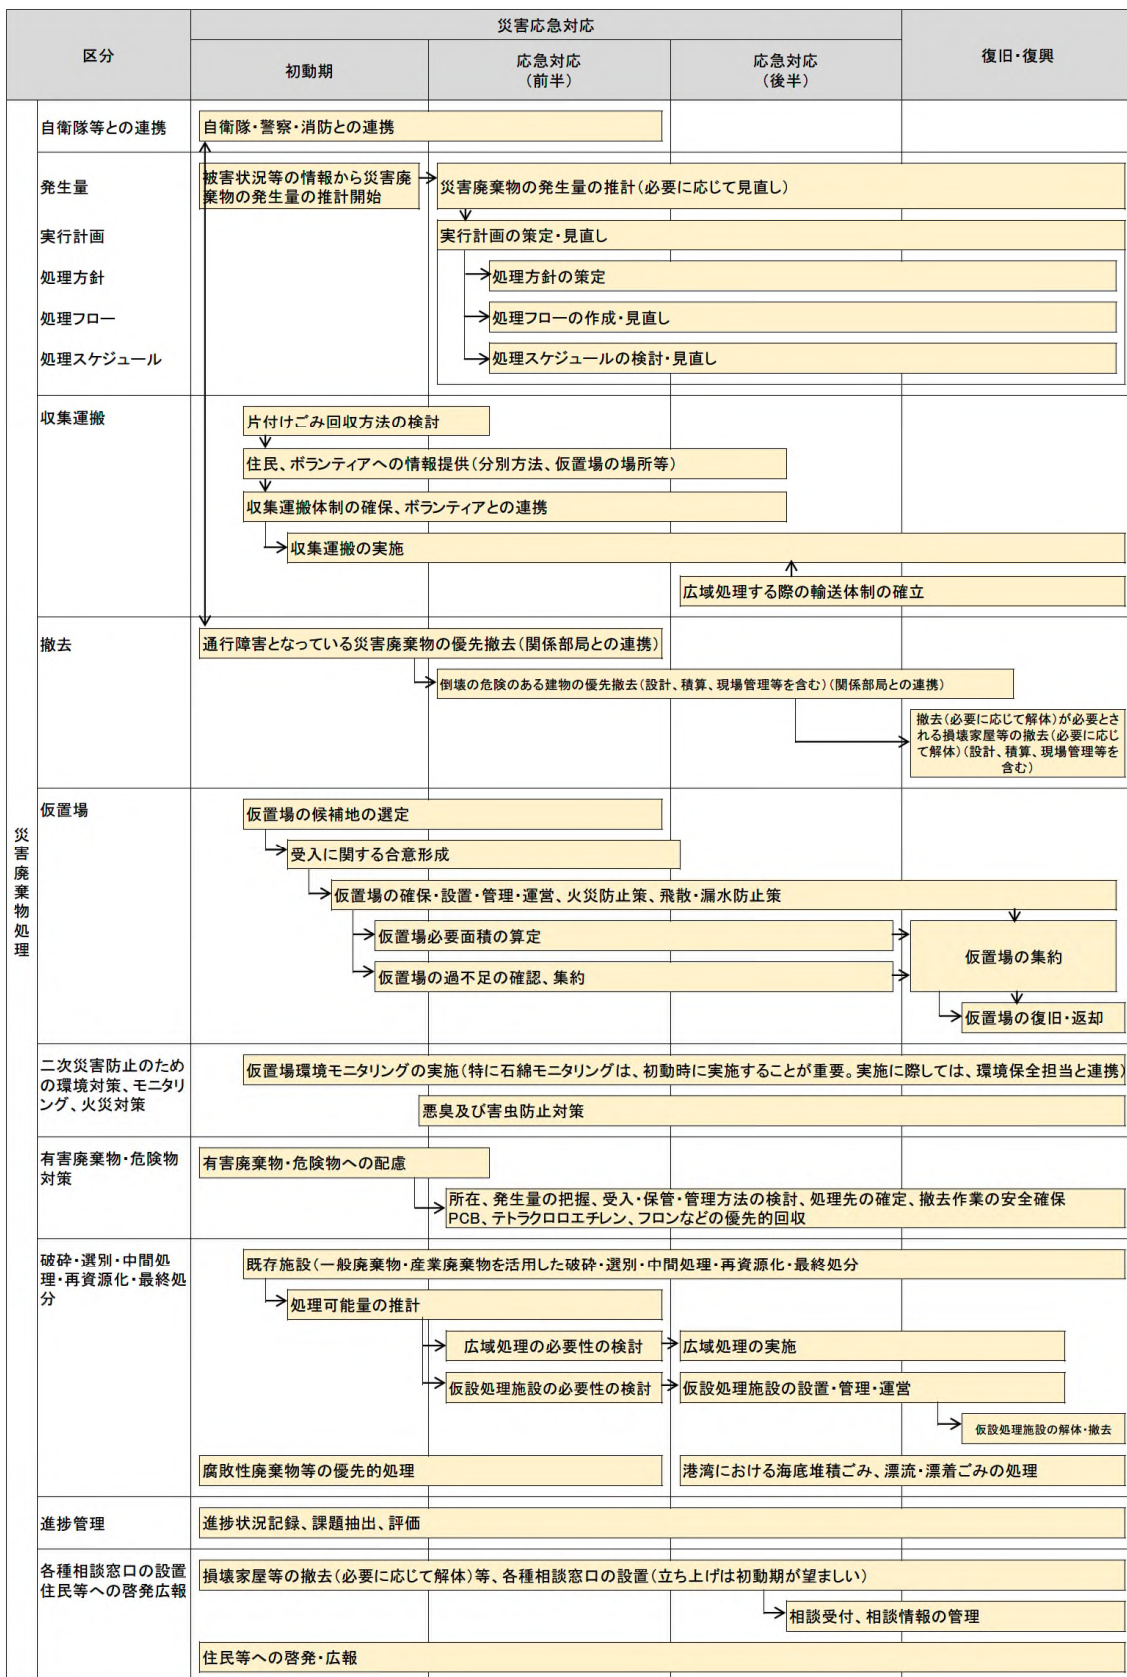 区分
災害応急対応
初動期
応急対応
(前半)
応急対応
(後半)
復旧・復興
災害廃棄物処理
自衛隊等との連携
自衛隊・警察・消防との連携
発生量
被害状況等の情報から災害廃
棄物の発生量の推計開始
災害廃棄物の発生量の推計(必要に応じて見直し)
実行計画
実行計画の策定・見直し
処理方針
処理方針の策定
処理フロー
処理フローの作成・見直し
処理スケジュール
処理スケジュールの検討・見直し
収集運搬
片付けごみ回収方法の検討
住民、ボランティアへの情報提供(分別方法、仮置場の場所等)
収集運搬体制の確保、ボランティアとの連携
収集運搬の実施
広域処理する際の輸送体制の確立
撤去
通行障害となっている災害廃棄物の優先撤去(関係部局との連携)
倒壊の危険のある建物の優先撤去(設計、積算、現場管理等を含む)(関係部局との連携)
撤去(必要に応じて解体)が必要とさ
れる損壊家屋等の撤去(必要に応じ
て解体)(設計、積算、現場管理等を
含む)
仮置場
仮置場の候補地の選定
受入に関する合意形成
仮置場の確保・設置・管理・運営、火災防止策、飛散・漏水防止策
仮置場必要面積の算定
仮置場の過不足の確認、集約
仮置場の集約
仮置場の復旧・返却
二次災害防止のため
の環境対策、モニタリ
ング、火災対策
仮置場環境モニタリングの実施(特に石綿モニタリングは、初動時に実施することが重要。実施に際しては、環境保全担当と連携)
悪臭及び害虫防止対策
有害廃棄物・危険物
対策
有害廃棄物・危険物への配慮
所在、発生量の把握、受入・保管・管理方法の検討、処理先の確定、撤去作業の安全確保
PCB、テトラクロロエチレン、フロンなどの優先的回収
破砕・選別・中間処
理・再資源化・最終処
分
既存施設(一般廃棄物・産業廃棄物を活用した破砕・選別・中間処理・再資源化・最終処分
処理可能量の推計
広域処理の必要性の検討
広域処理の実施
仮設処理施設の必要性の検討
仮設処理施設の設置・管理・運営
仮設処理施設の解体・撤去
腐敗性廃棄物等の優先的処理
港湾における海底堆積ごみ、漂流・漂着ごみの処理
進捗管理
進捗状況記録、課題抽出、評価
各種相談窓口の設置
住民等への啓発広報
損壊家屋等の撤去(必要に応じて解体)等、各種相談窓口の設置(立ち上げは初動期が望ましい)
相談受付、相談情報の管理
住民等への啓発・広報